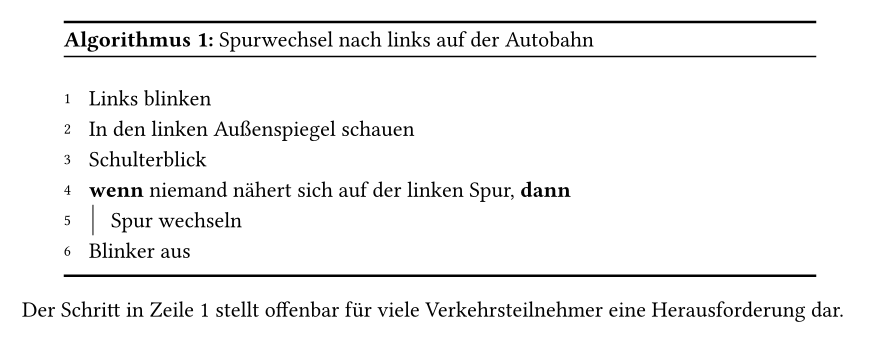 Algorithmus 1: Spurwechsel nach links auf der Autobahn
1 Links blinken
2 In den linken Außenspiegel schauen
3 Schulterblick
4 wenn niemand nähert sich auf der linken Spur, dann
5 Spur wechseln
6 Blinker aus
Der Schritt in Zeile 1 stellt offenbar für viele Verkehrsteilnehmer eine Herausforderung dar.